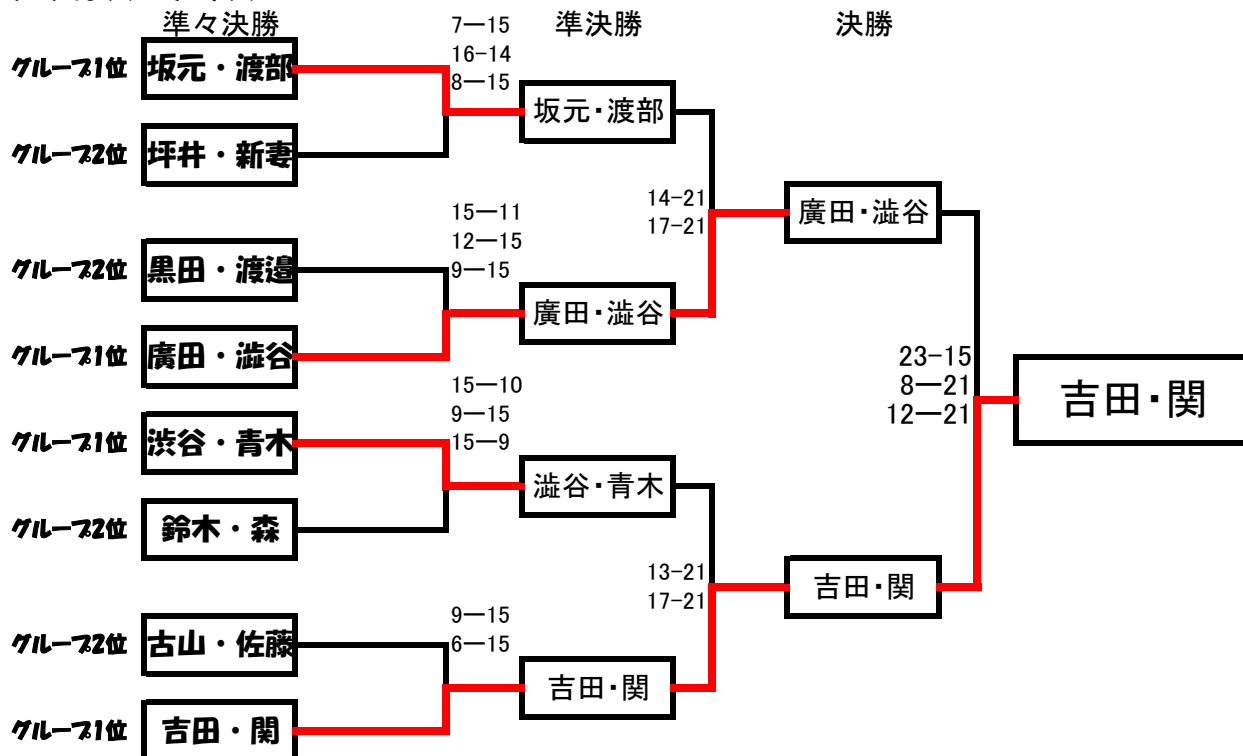 準々決勝
準決勝
決勝
グループ1位 坂元・渡部
7―15
16-14
8―15
坂元・渡部
グループ2位 坪井・新妻
14-21
17-21
廣田・澁谷
15―11
12―15
9―15
グループ2位 黒田・渡邉
廣田・澁谷
グループ1位 廣田・澁谷
23-15
8―21
12―21
吉田・関
15―10
9―15
15―9
グループ1位 渋谷・青木
澁谷・青木
グループ2位 鈴木・森
13-21
17-21
吉田・関
9―15
6―15
グループ2位 古山・佐藤
吉田・関
グループ1位 吉田・関